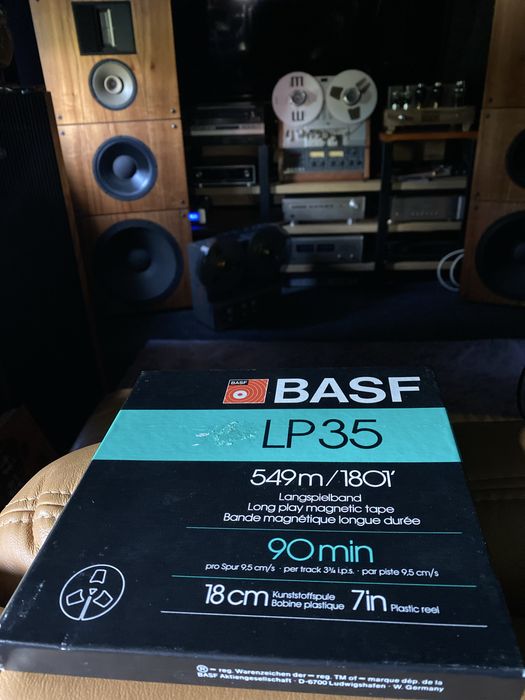 BASF
BASF
LP35
549m/1801'
Langspielband
Long play magnetic tape
Bande magnétique longue durée
90min
pro Spur 9,5 cm/s · per track 3¾ i.p.s. · par piste 9,5 cm/s
18cm Kunststoffspule Bobine plastique 7in Plastic reel
® = reg. Warenzeichen der = reg. TM of = marque dép. de la
BASF Aktiengesellschaft · D-6700 Ludwigshafen · W. Germany